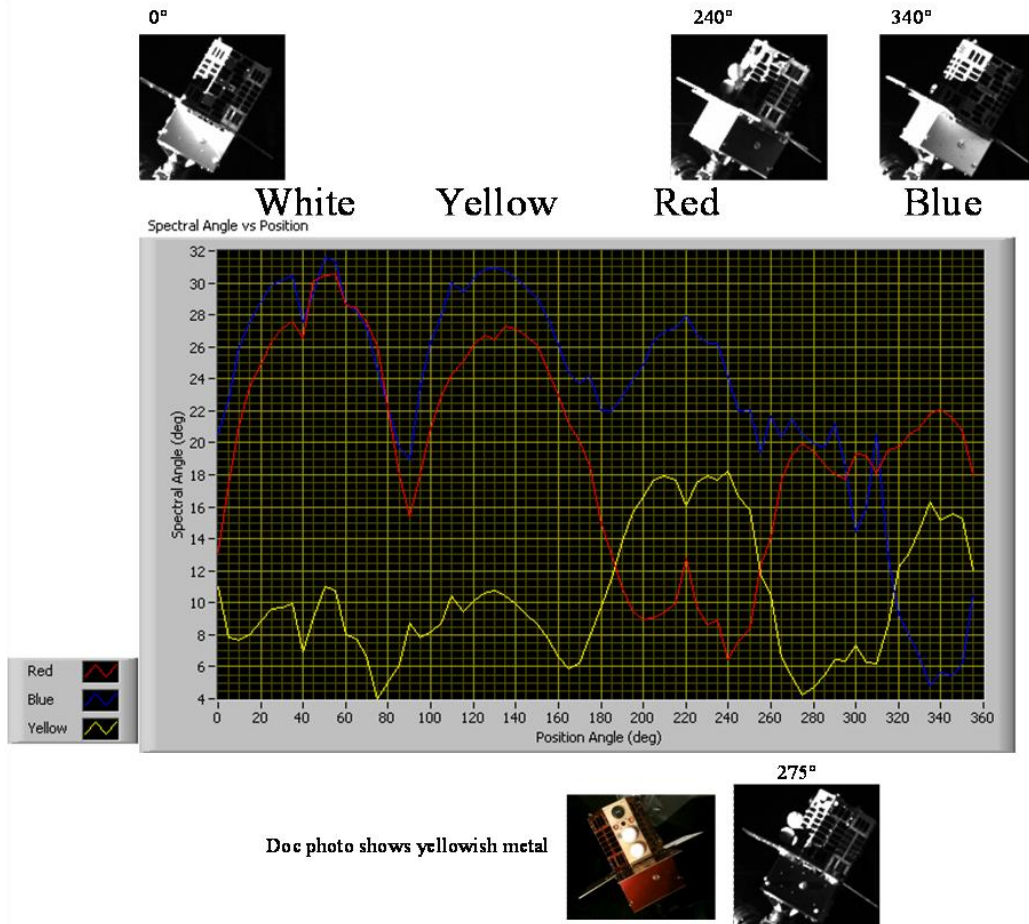 0°
240°
340°
White
Yellow
Red
Blue
Spectral Angle vs Position
Spectral Angle (deg)
32
30
28
26
24
22
20
18
16
14
12
10
8
6
4
0 20 40 60 80 100 120 140 160 180 200 220 240 260 280 300 320 340 360
Position Angle (deg)
Red
Blue
Yellow
275°
Doc photo shows yellowish metal